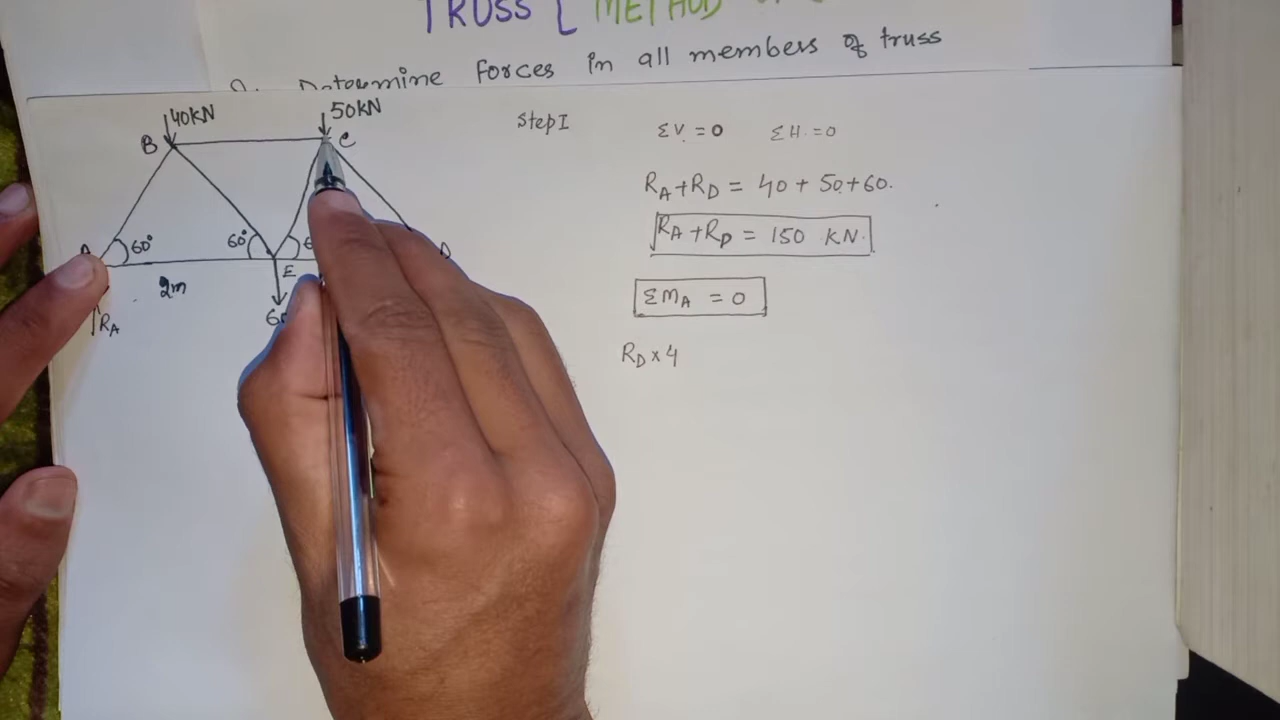 TRUSS [ METHOD
Determine forces in all members of truss
40KN
50KN
B
C
60°
60°
E
2m
RA
Step I
ΣV = 0 ΣH = 0
RA + RD = 40 + 50 + 60.
RA + RD = 150 KN.
ΣMA = 0
RD × 4